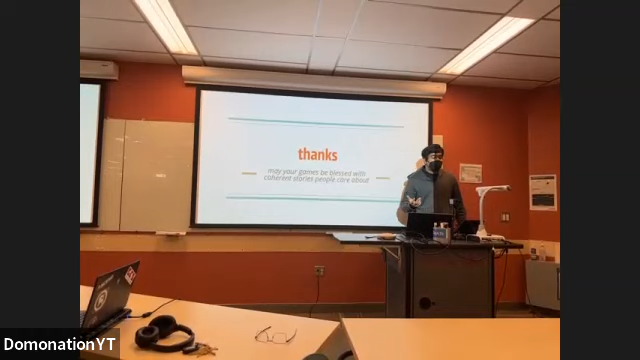 thanks
may your games be blessed with
coherent stories people care about
DomonationYT